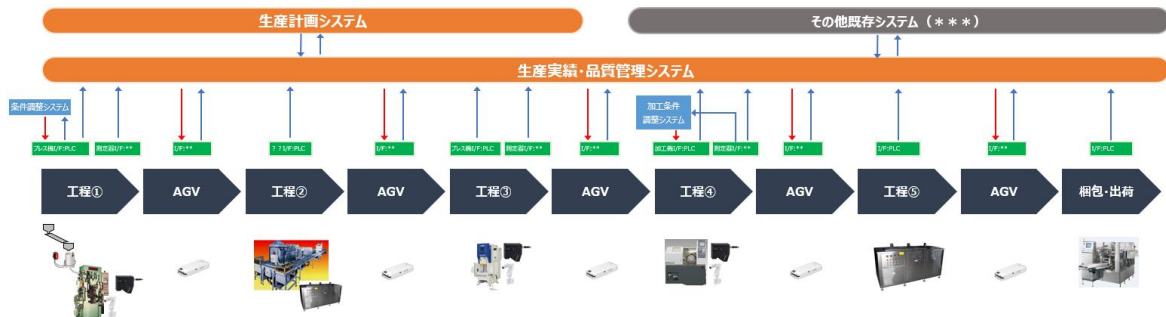 生産計画システム
その他既存システム（＊＊＊）
生産実績・品質管理システム
条件調整システム
加工条件
調整システム
プレス機I/F:PLC
測定器I/F:**
I/F:**
？？I/F:PLC
I/F:**
プレス機I/F:PLC
測定器I/F:**
I/F:**
加工機I/F:PLC
測定器I/F:**
I/F:**
I/F:PLC
I/F:**
I/F:PLC
工程①
AGV
工程②
AGV
工程③
AGV
工程④
AGV
工程⑤
AGV
梱包・出荷